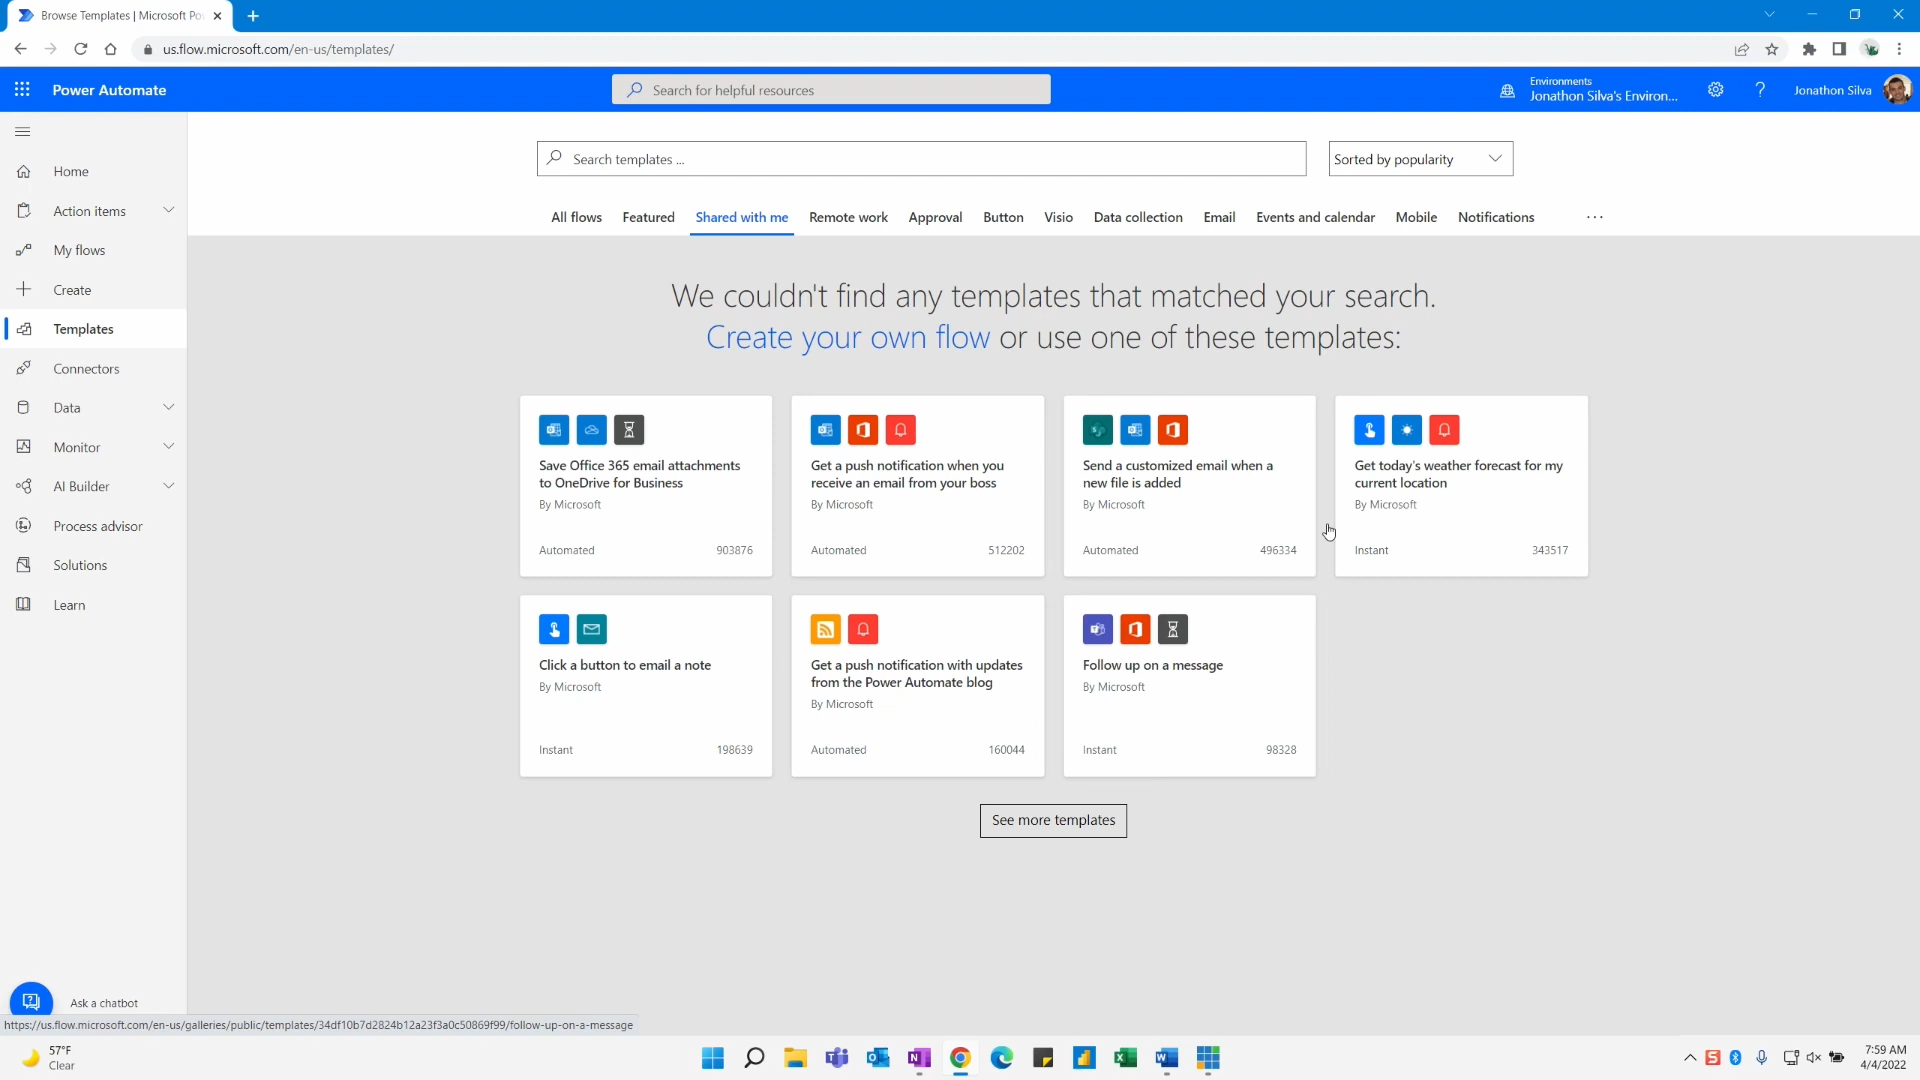 Browse Templates | Microsoft Po
us.flow.microsoft.com/en-us/templates/
Power Automate
Search for helpful resources
Environments
Jonathon Silva's Environ...
Jonathon Silva
Home
Action items
My flows
Create
Templates
Connectors
Data
Monitor
AI Builder
Process advisor
Solutions
Learn
Ask a chatbot
Search templates ...
Sorted by popularity
All flows Featured Shared with me Remote work Approval Button Visio Data collection Email Events and calendar Mobile Notifications ...
We couldn't find any templates that matched your search.
Create your own flow or use one of these templates:
Save Office 365 email attachments
to OneDrive for Business
By Microsoft
Automated 903876
Get a push notification when you
receive an email from your boss
By Microsoft
Automated 512202
Send a customized email when a
new file is added
By Microsoft
Automated 496334
Get today's weather forecast for my
current location
By Microsoft
Instant 343517
Click a button to email a note
By Microsoft
Instant 198639
Get a push notification with updates
from the Power Automate blog
By Microsoft
Automated 160044
Follow up on a message
By Microsoft
Instant 98328
See more templates
https://us.flow.microsoft.com/en-us/galleries/public/templates/34df10b7d2824b12a23f3a0c50869f99/follow-up-on-a-message
57°F
Clear
7:59 AM
4/4/2022